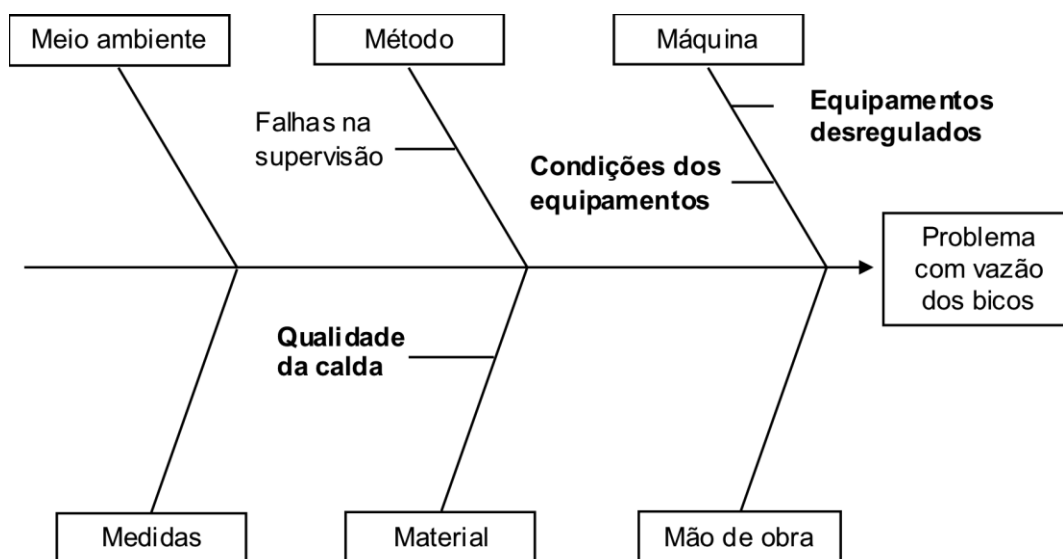 Meio ambiente
Método
Máquina
Equipamentos
desregulados
Falhas na
supervisão
Condições dos
equipamentos
Problema
com vazão
dos bicos
Qualidade
da calda
Medidas
Material
Mão de obra